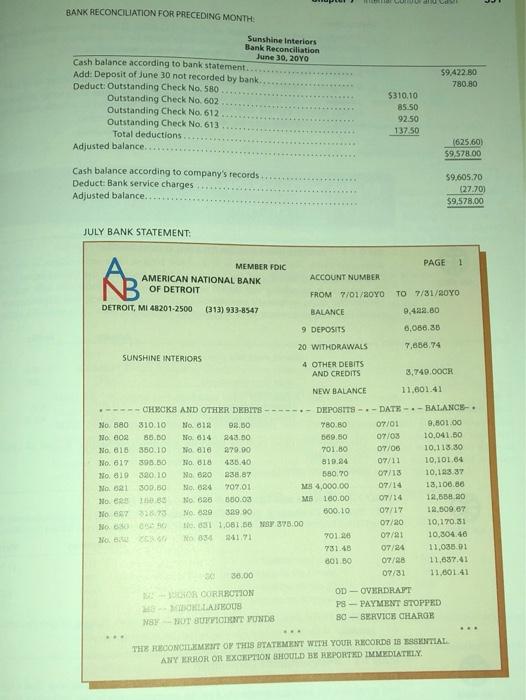 BANK RECONCILIATION FOR PRECEDING MONTH:
Sunshine Interiors
Bank Reconciliation
June 30, 20Y0
Cash balance according to bank statement.......... $9,422.80
Add: Deposit of June 30 not recorded by bank.......... 780.80
Deduct: Outstanding Check No. 580.......... $310.10
Outstanding Check No. 602.......... 85.50
Outstanding Check No. 612.......... 92.50
Outstanding Check No. 613.......... 137.50
Total deductions.......... (625.60)
Adjusted balance.......... $9,578.00
Cash balance according to company's records.......... $9,605.70
Deduct: Bank service charges.......... (27.70)
Adjusted balance.......... $9,578.00
JULY BANK STATEMENT:
MEMBER FDIC
PAGE 1
ANB
AMERICAN NATIONAL BANK
OF DETROIT
ACCOUNT NUMBER
FROM 7/01/20Y0 TO 7/31/20Y0
DETROIT, MI 48201-2500 (313) 933-8547
BALANCE 9,422.80
9 DEPOSITS 6,086.35
20 WITHDRAWALS 7,656.74
SUNSHINE INTERIORS
4 OTHER DEBITS
AND CREDITS 3,749.00CR
NEW BALANCE 11,601.41
------ CHECKS AND OTHER DEBITS ------ - DEPOSITS - - DATE - - BALANCE-
No. 580 310.10 No. 612 92.50 780.80 07/01 9,801.00
No. 602 85.50 No. 614 243.50 569.50 07/03 10,041.50
No. 615 350.10 No. 616 279.90 701.80 07/06 10,113.30
No. 617 395.50 No. 618 435.40 819.24 07/11 10,101.64
No. 619 320.10 No. 620 238.87 580.70 07/13 10,123.37
No. 621 No. 624 707.01 MS 4,000.00 07/14 13,106.86
No. No. 626 550.03 MS 160.00 07/14 12,558.20
No. 627 No. 629 329.90 600.10 07/17 12,509.67
No. 630 No. 631 1,081.56 NSF 375.00 07/20 10,170.31
No. No. 634 241.71 701.26 07/21 10,304.46
731.45 07/24 11,035.91
601.50 07/28 11,637.41
SC 36.00 07/31 11,601.41
ERROR CORRECTION
MS — MISCELLANEOUS
NSF — NOT SUFFICIENT FUNDS
OD — OVERDRAFT
PS — PAYMENT STOPPED
SC — SERVICE CHARGE
***
***
***
THE RECONCILEMENT OF THIS STATEMENT WITH YOUR RECORDS IS ESSENTIAL.
ANY ERROR OR EXCEPTION SHOULD BE REPORTED IMMEDIATELY.